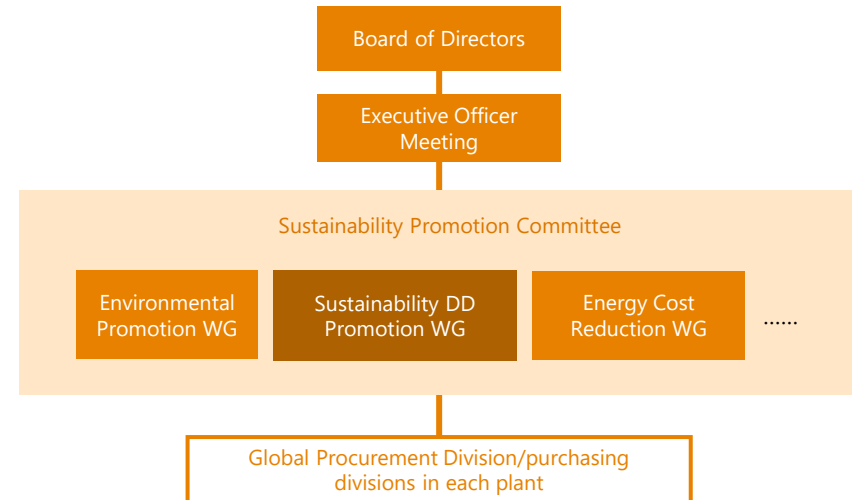 Board of Directors
Executive Officer
Meeting
Sustainability Promotion Committee
Environmental
Promotion WG
Sustainability DD
Promotion WG
Energy Cost
Reduction WG
......
Global Procurement Division/purchasing
divisions in each plant